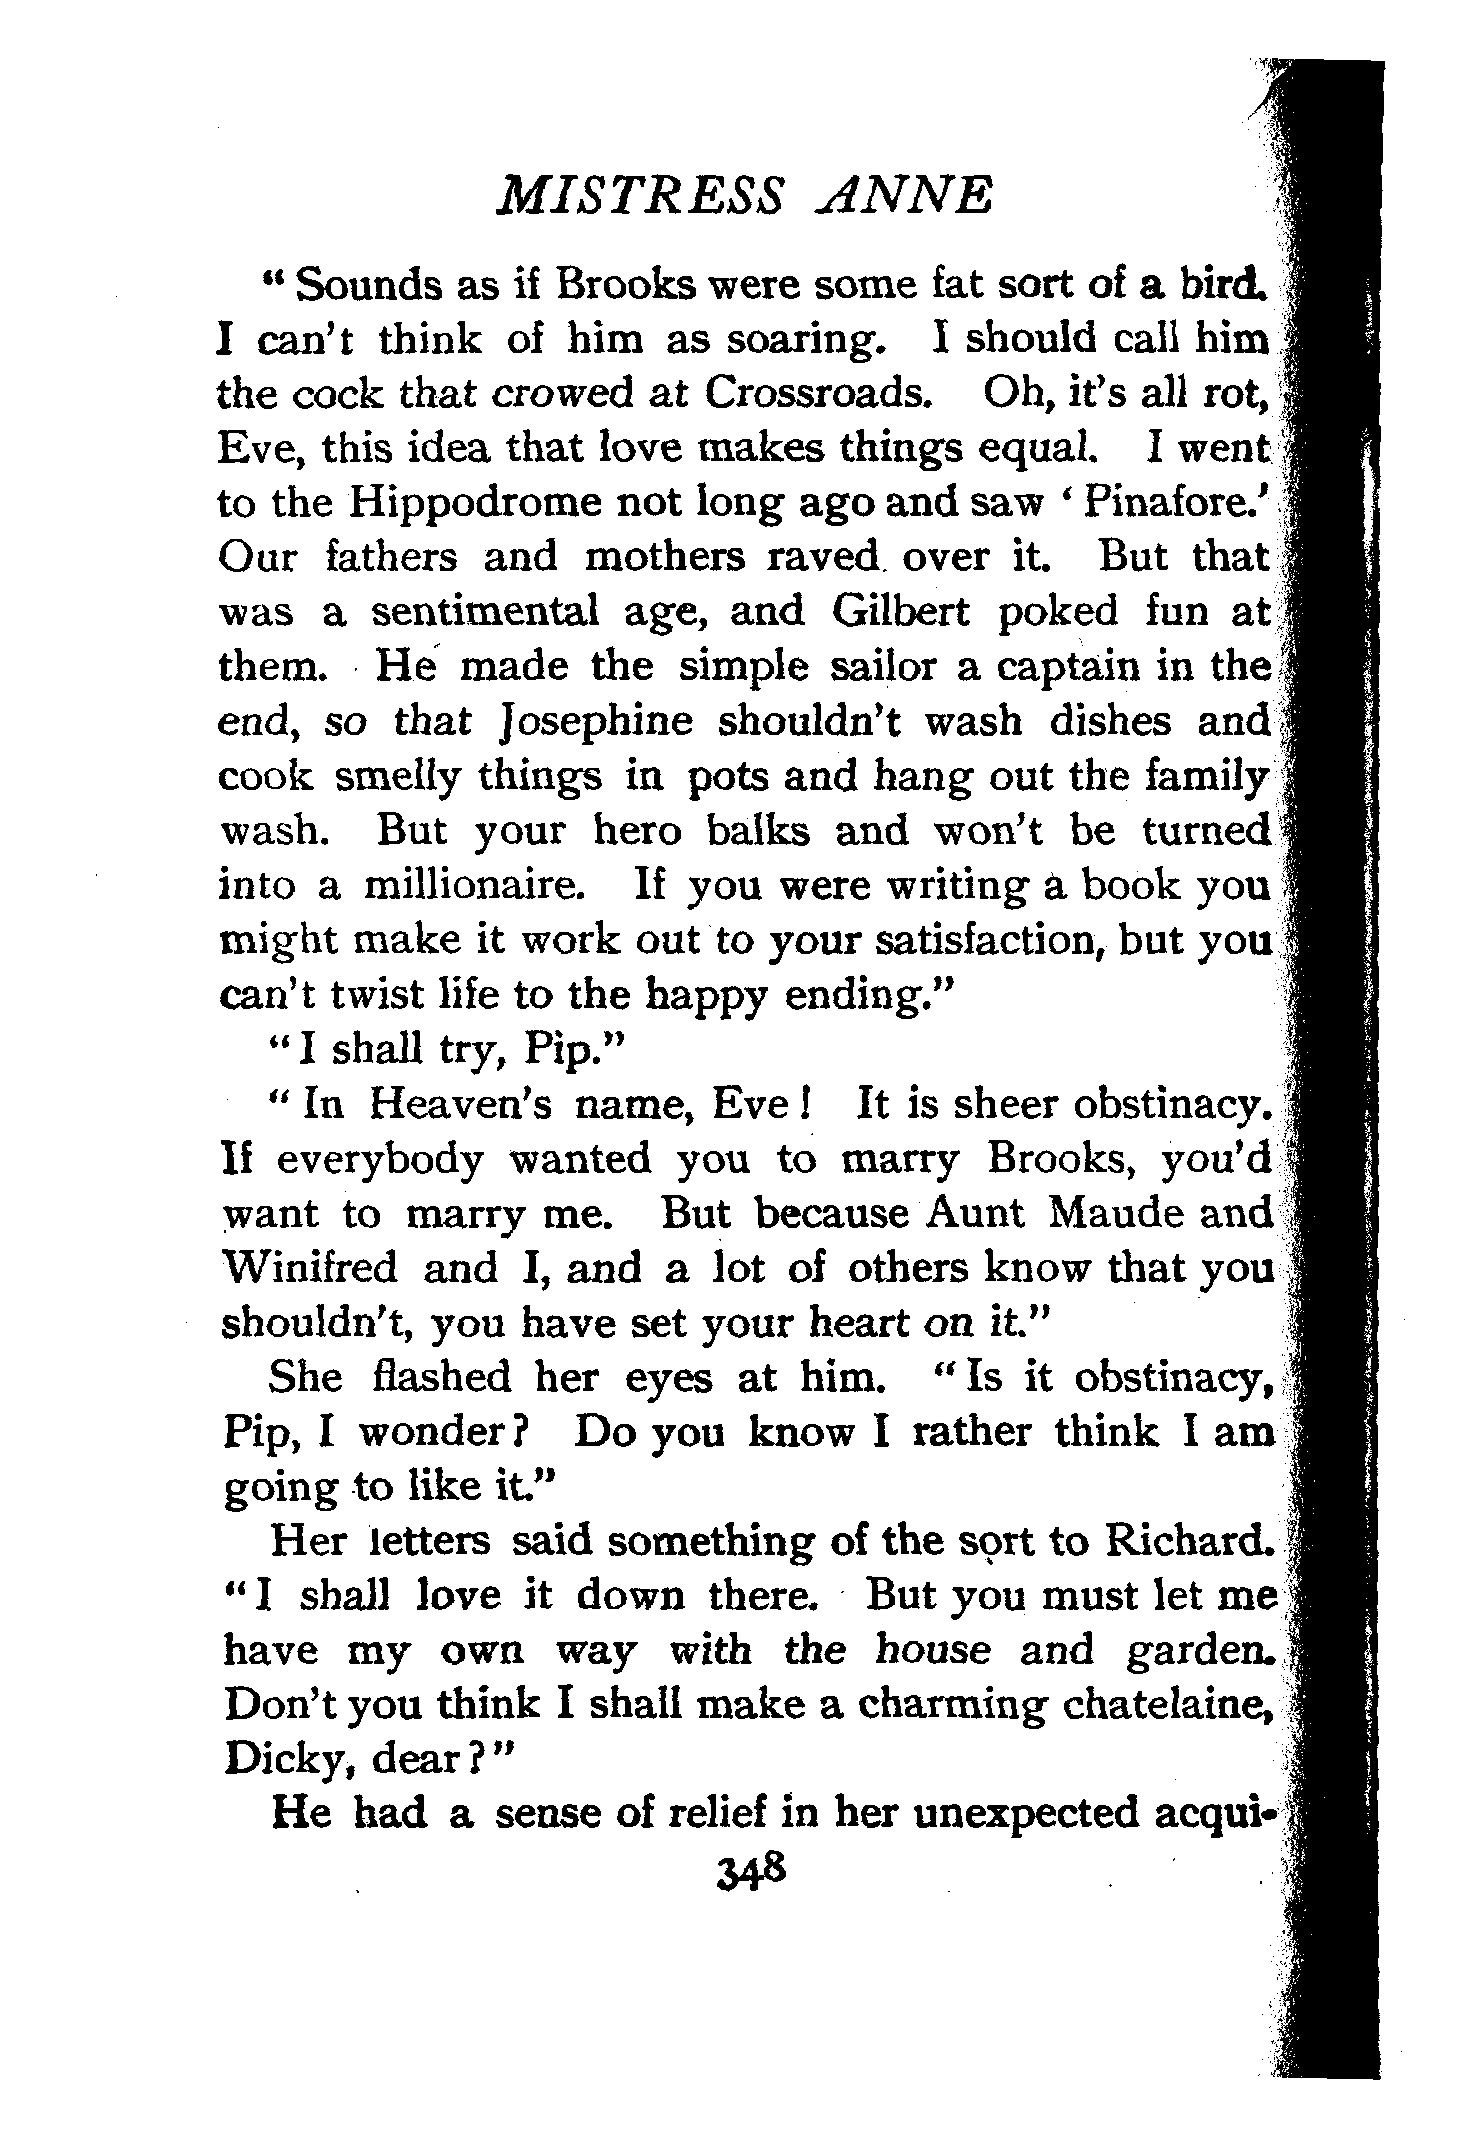 MISTRESS ANNE
“ Sounds as if Brooks were some fat sort of a bird.
I can’t think of him as soaring. I should call him
the cock that crowed at Crossroads. Oh, it’s all rot,
Eve, this idea that love makes things equal. I went
to the Hippodrome not long ago and saw ‘ Pinafore.’
Our fathers and mothers raved over it. But that
was a sentimental age, and Gilbert poked fun at
them. He made the simple sailor a captain in the
end, so that Josephine shouldn’t wash dishes and
cook smelly things in pots and hang out the family
wash. But your hero balks and won’t be turned
into a millionaire. If you were writing a book you
might make it work out to your satisfaction, but you
can’t twist life to the happy ending.”
“ I shall try, Pip.”
“ In Heaven’s name, Eve ! It is sheer obstinacy.
If everybody wanted you to marry Brooks, you’d
want to marry me. But because Aunt Maude and
Winifred and I, and a lot of others know that you
shouldn’t, you have set your heart on it.”
She flashed her eyes at him. “ Is it obstinacy,
Pip, I wonder ? Do you know I rather think I am
going to like it.”
Her letters said something of the sort to Richard.
“ I shall love it down there. But you must let me
have my own way with the house and garden.
Don’t you think I shall make a charming chatelaine,
Dicky, dear ? ”
He had a sense of relief in her unexpected acqui-
348